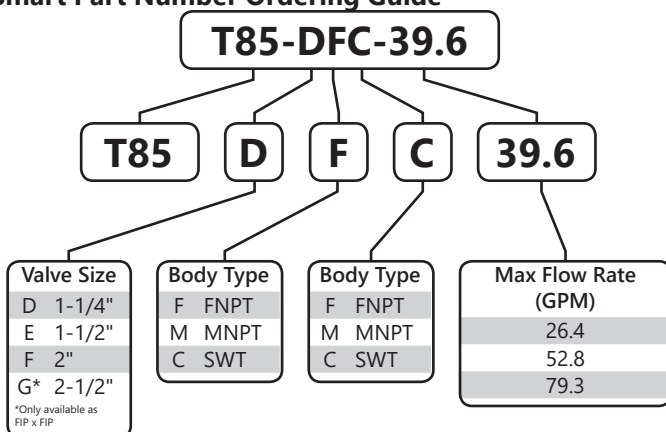 Smart Part Number Ordering Guide
T85-DFC-39.6
T85
D
F
C
39.6
Valve Size
D 1-1/4"
E 1-1/2"
F 2"
G* 2-1/2"
*Only available as
FIP x FIP
Body Type
F FNPT
M MNPT
C SWT
Body Type
F FNPT
M MNPT
C SWT
Max Flow Rate
(GPM)
26.4
52.8
79.3